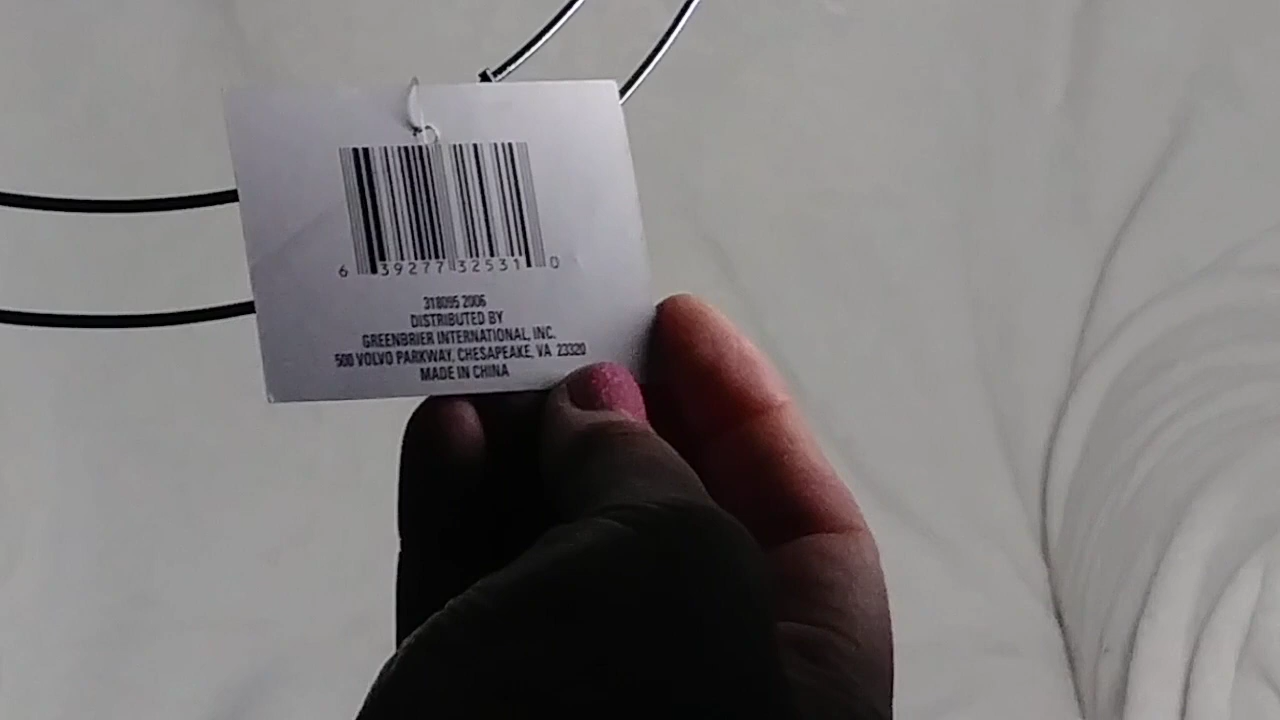 6 39277 32531 0
318095 2006
DISTRIBUTED BY
GREENBRIER INTERNATIONAL, INC.
500 VOLVO PARKWAY, CHESAPEAKE, VA 23320
MADE IN CHINA